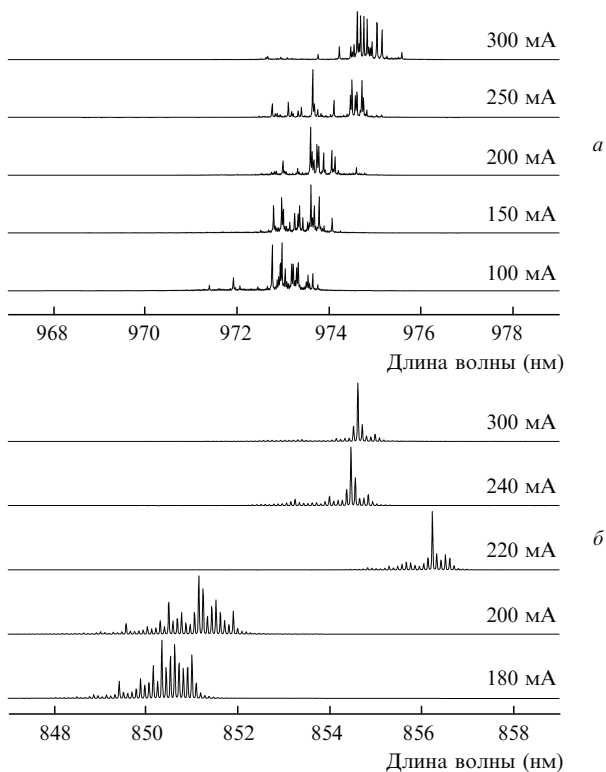 300 мА
250 мА
а
200 мА
150 мА
100 мА
968 970 972 974 976 978
Длина волны (нм)
300 мА
240 мА
б
220 мА
200 мА
180 мА
848 850 852 854 856 858
Длина волны (нм)